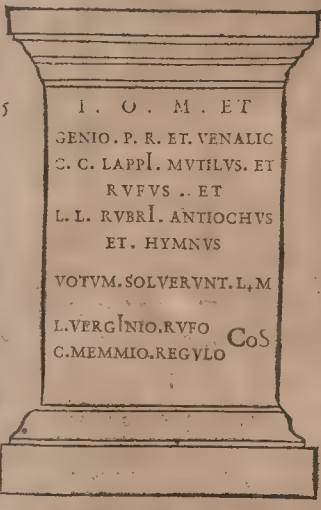 5
I . O . M . ET
GENIO . P. R. ET. VENALIC
C. C. LAPPI. MVTILVS. ET
RVFVS . ET
L. L. RVBRI. ANTIOCHVS
ET. HYMNVS
VOTVM. SOLVERVNT. L. M
L. VERGINIO. RVFO
C. MEMMIO. REGVLO COS